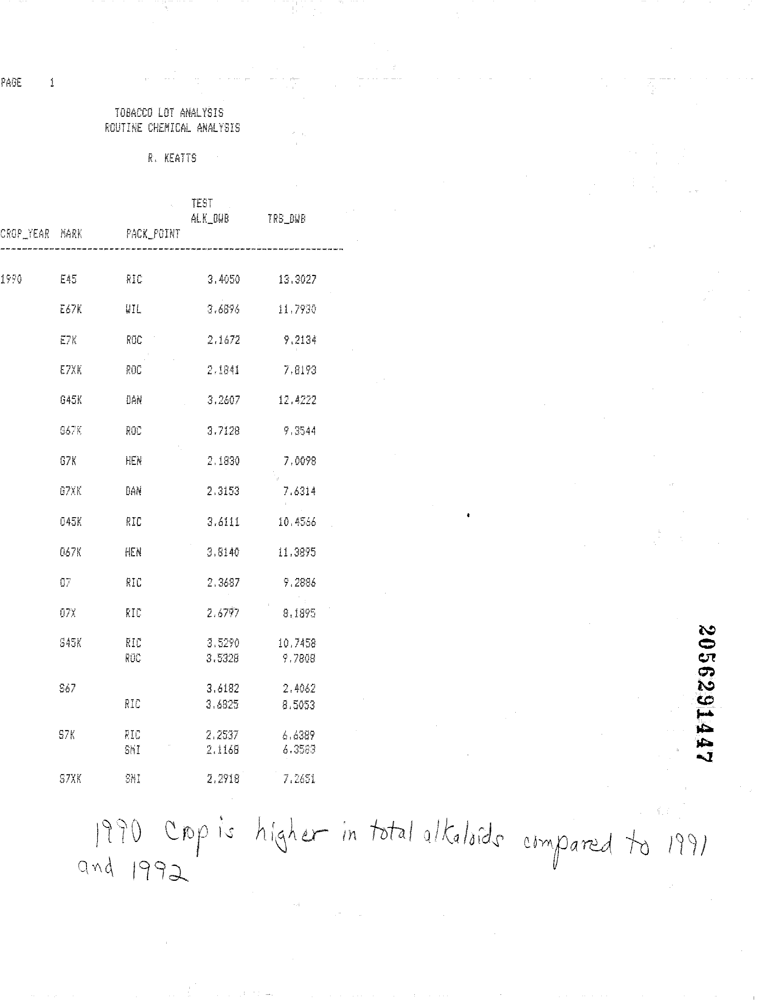 PAGE 1
TOBACCO LOT ANALYSIS
ROUTINE CHEMICAL ANALYSIS
R. KEATTS
TEST
ALK_DWB TRS_DWB
CROP_YEAR MARK PACK_POINT
1990 E45 RIC 3.4050 13.3027
E67K WIL 3.6896 11.7930
E7K ROC 2.1672 9.2134
E7XK ROC 2.1841 7.8193
G45K DAN 3.2607 12.4222
G67K ROC 3.7128 9.3544
G7K HEN 2.1830 7.0098
G7XK DAN 2.3153 7.6314
O45K RIC 3.6111 10.4566
O67K HEN 3.8140 11.3895
O7 RIC 2.3687 9.2886
O7X RIC 2.6797 8.1895
S45K RIC 3.5290 10.7458
ROC 3.5328 9.7808
S67 3.6182 2.4062
RIC 3.6825 8.5053
S7K RIC 2.2537 6.6389
SMI 2.1168 6.3583
S7XK SMI 2.2918 7.2651
1990 Crop is higher in total alkaloids compared to 1991
and 1992
2056291447